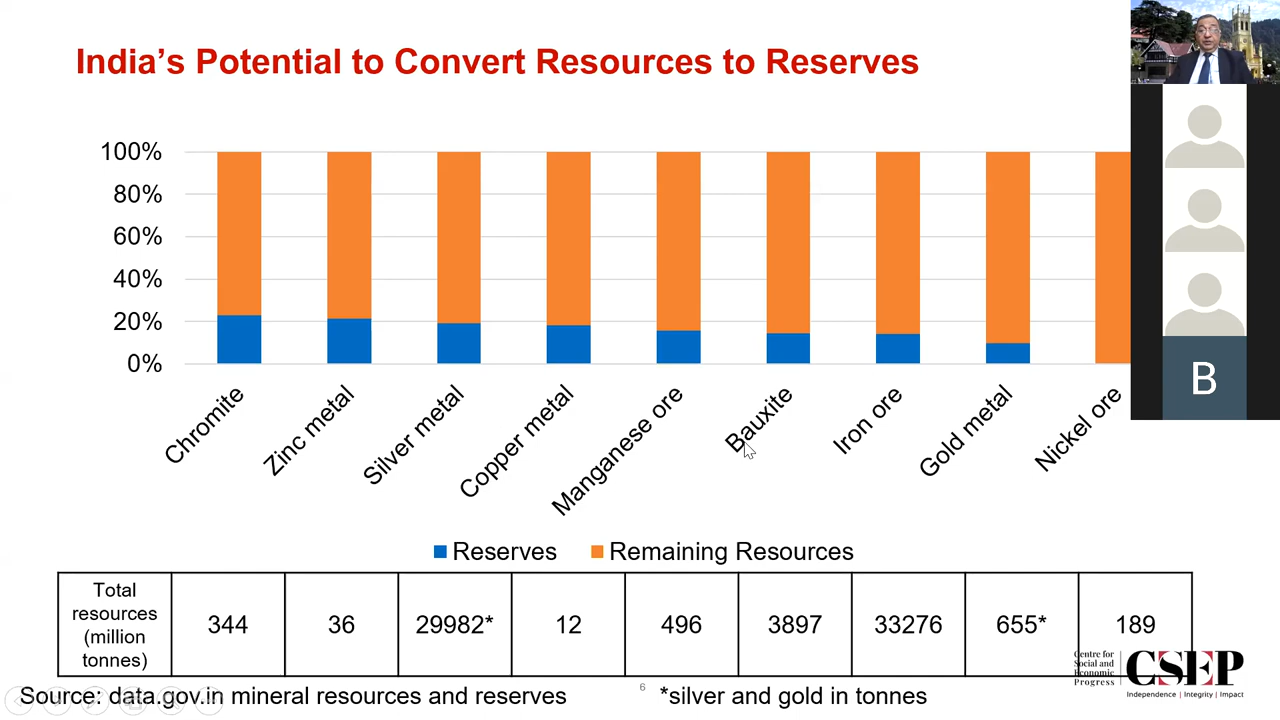 India's Potential to Convert Resources to Reserves
100%
80%
60%
40%
20%
0%
Chromite
Zinc metal
Silver metal
Copper metal
Manganese ore
Bauxite
Iron ore
Gold metal
Nickel ore
B
Reserves Remaining Resources
Total
resources
(million
tonnes)
344 36 29982* 12 496 3897 33276 655* 189
Centre for
Social and
Economic
Progress
CSEP
Independence | Integrity | Impact
Source: data.gov.in mineral resources and reserves
6
*silver and gold in tonnes